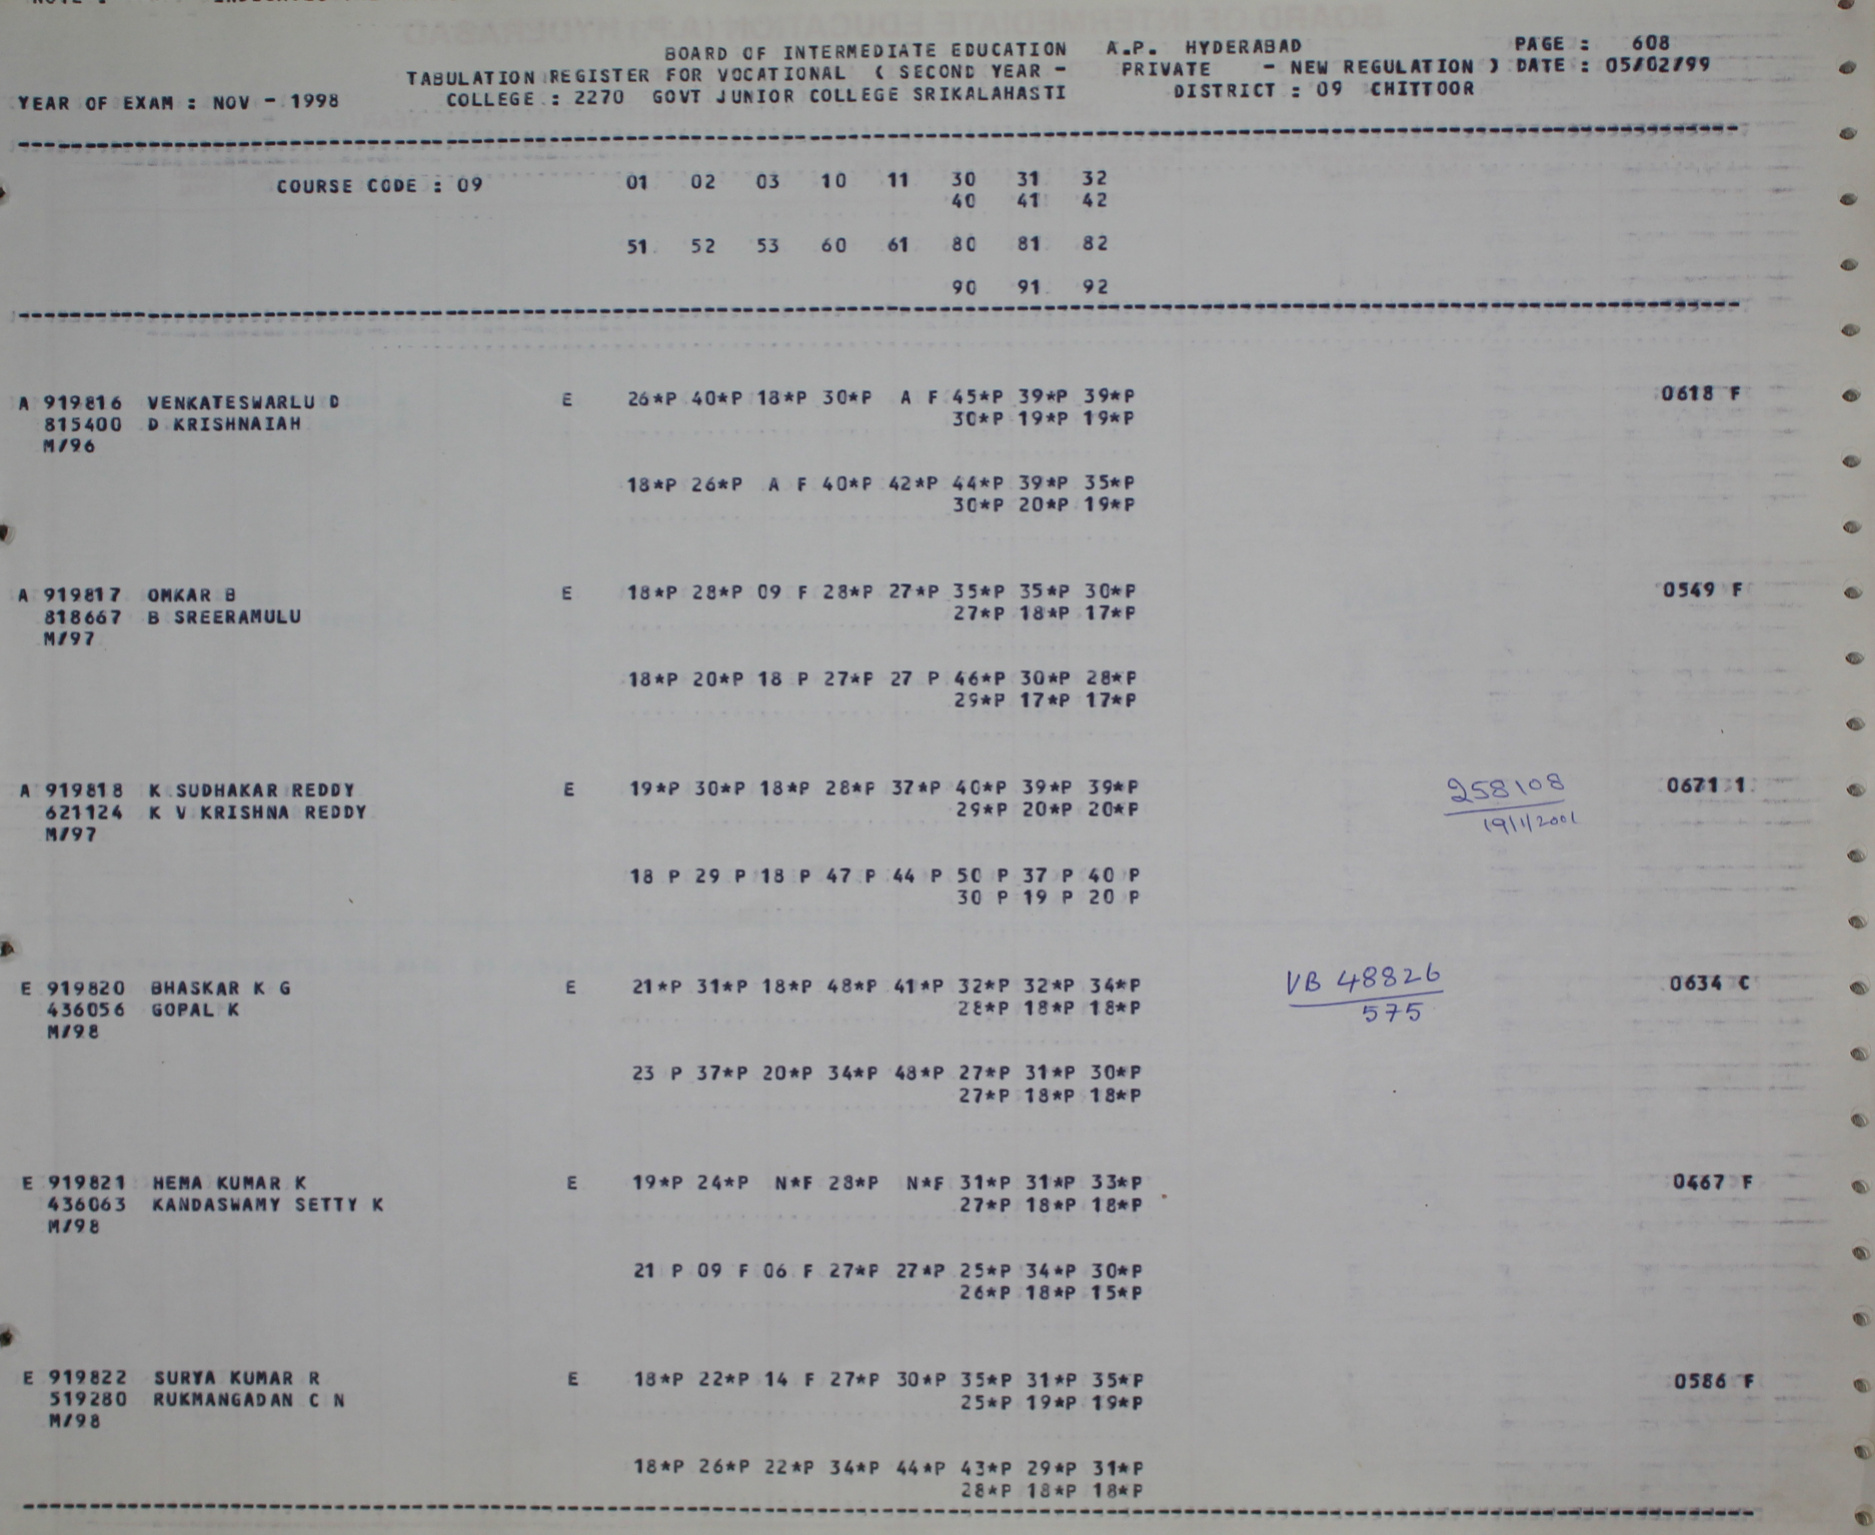 BOARD OF INTERMEDIATE EDUCATION A.P. HYDERABAD PAGE : 608
TABULATION REGISTER FOR VOCATIONAL ( SECOND YEAR - PRIVATE - NEW REGULATION ) DATE : 05/02/99
YEAR OF EXAM : NOV - 1998 COLLEGE : 2270 GOVT JUNIOR COLLEGE SRIKALAHASTI DISTRICT : 09 CHITTOOR
COURSE CODE : 09 01 02 03 10 11 30 31 32
40 41 42
51 52 53 60 61 80 81 82
90 91 92
A 919816 VENKATESWARLU D E 26*P 40*P 18*P 30*P A F 45*P 39*P 39*P 0618 F
815400 D KRISHNAIAH 30*P 19*P 19*P
M/96
18*P 26*P A F 40*P 42*P 44*P 39*P 35*P
30*P 20*P 19*P
A 919817 OMKAR B E 18*P 28*P 09 F 28*P 27*P 35*P 35*P 30*P 0549 F
818667 B SREERAMULU 27*P 18*P 17*P
M/97
18*P 20*P 18 P 27*P 27 P 46*P 30*P 28*P
29*P 17*P 17*P
A 919818 K SUDHAKAR REDDY E 19*P 30*P 18*P 28*P 37*P 40*P 39*P 39*P 258108 0671 1
621124 K V KRISHNA REDDY 29*P 20*P 20*P 19/1/2001
M/97
18 P 29 P 18 P 47 P 44 P 50 P 37 P 40 P
30 P 19 P 20 P
E 919820 BHASKAR K G E 21*P 31*P 18*P 48*P 41*P 32*P 32*P 34*P VB 48826 0634 C
436056 GOPAL K 28*P 18*P 18*P 575
M/98
23 P 37*P 20*P 34*P 48*P 27*P 31*P 30*P
27*P 18*P 18*P
E 919821 HEMA KUMAR K E 19*P 24*P N*F 28*P N*F 31*P 31*P 33*P 0467 F
436063 KANDASWAMY SETTY K 27*P 18*P 18*P
M/98
21 P 09 F 06 F 27*P 27*P 25*P 34*P 30*P
26*P 18*P 15*P
E 919822 SURYA KUMAR R E 18*P 22*P 14 F 27*P 30*P 35*P 31*P 35*P 0586 F
519280 RUKMANGADAN C N 25*P 19*P 19*P
M/98
18*P 26*P 22*P 34*P 44*P 43*P 29*P 31*P
28*P 18*P 18*P